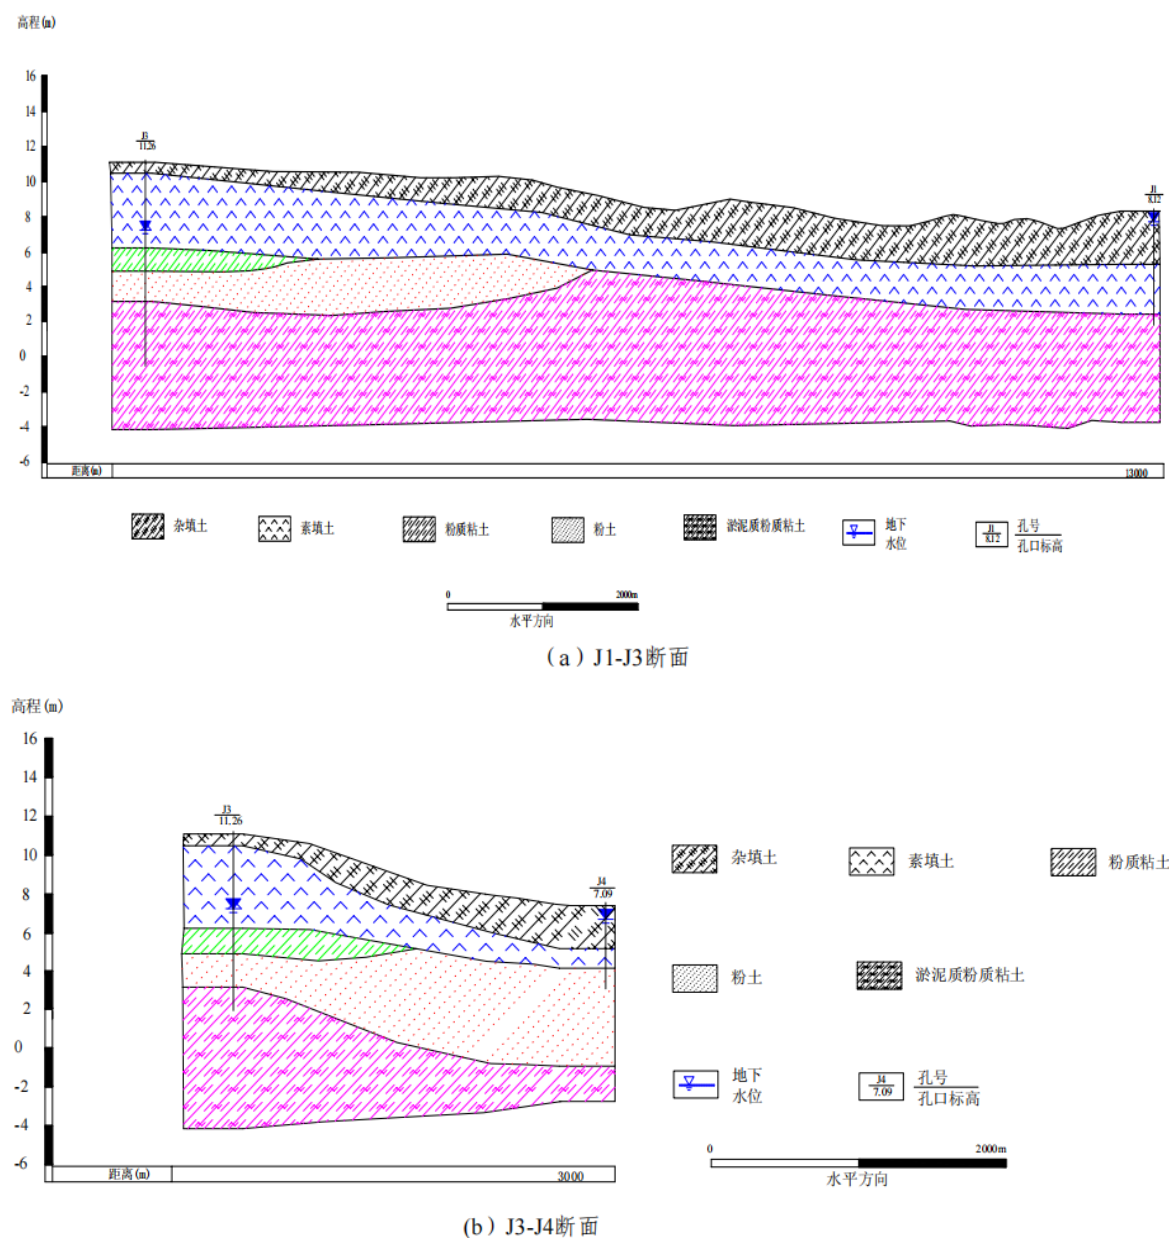 高程(m)
16
14
12
10
8
6
4
2
0
-2
-4
-6
J3
11.26
J1
8.12
距离(m)
13000
杂填土
素填土
粉质粘土
粉土
淤泥质粉质粘土
地下
水位
J1
8.12
孔号
孔口标高
0
2000m
水平方向
（a）J1-J3断面
高程(m)
16
14
12
10
8
6
4
2
0
-2
-4
-6
J3
11.26
J4
7.09
距离(m)
3000
杂填土
素填土
粉质粘土
粉土
淤泥质粉质粘土
地下
水位
J4
7.09
孔号
孔口标高
0
2000m
水平方向
(b）J3-J4断面